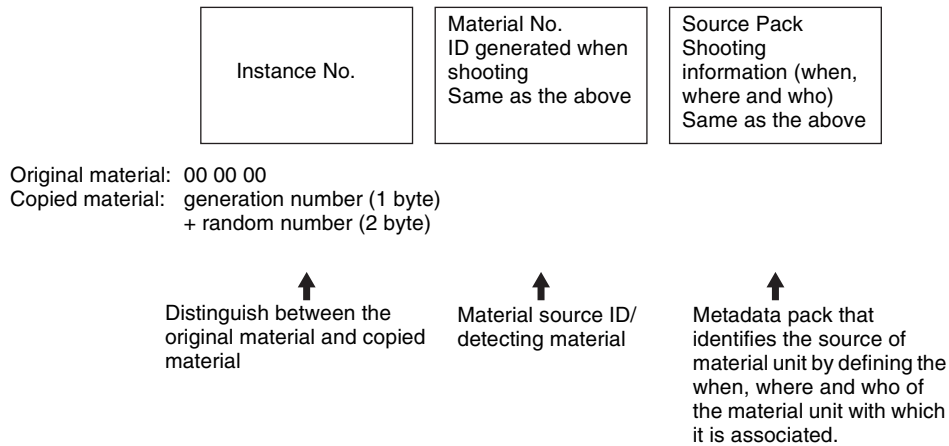 Instance No.
Material No.
ID generated when
shooting
Same as the above
Source Pack
Shooting
information (when,
where and who)
Same as the above
Original material: 00 00 00
Copied material: generation number (1 byte)
+ random number (2 byte)
Distinguish between the
original material and copied
material
Material source ID/
detecting material
Metadata pack that
identifies the source of
material unit by defining the
when, where and who of
the material unit with which
it is associated.